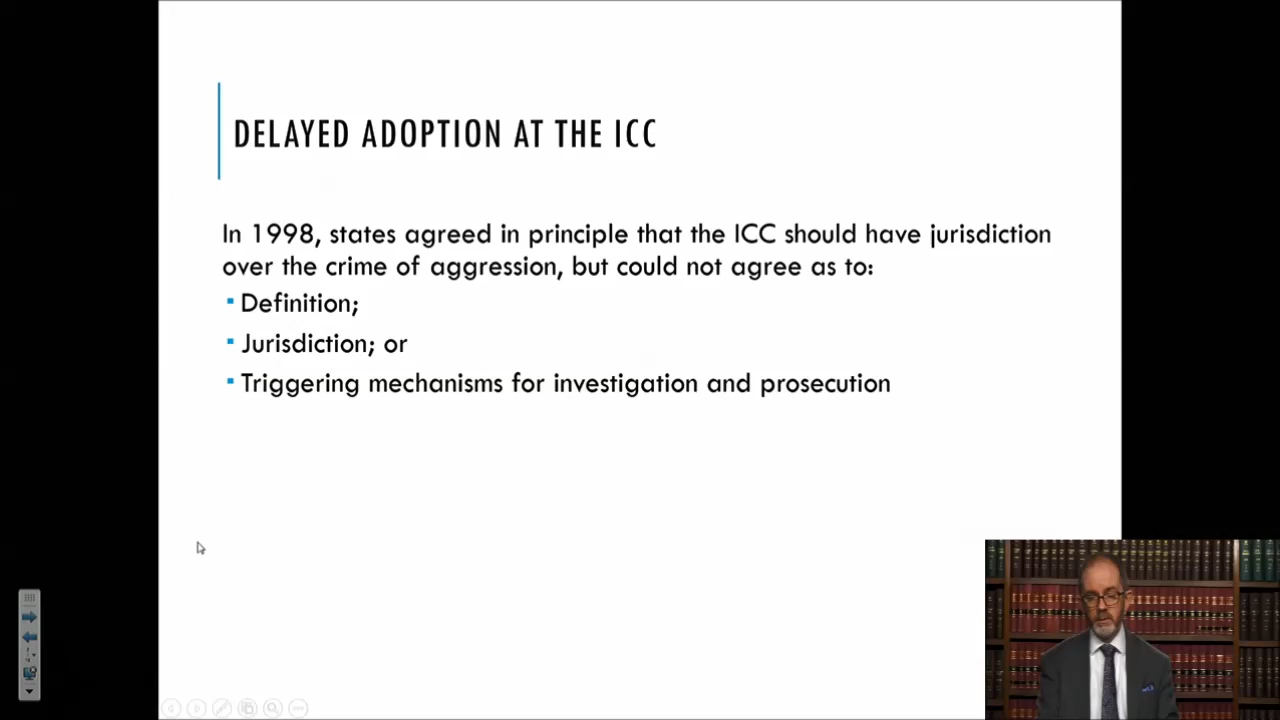 DELAYED ADOPTION AT THE ICC
In 1998, states agreed in principle that the ICC should have jurisdiction
over the crime of aggression, but could not agree as to:
▪ Definition;
▪ Jurisdiction; or
▪ Triggering mechanisms for investigation and prosecution